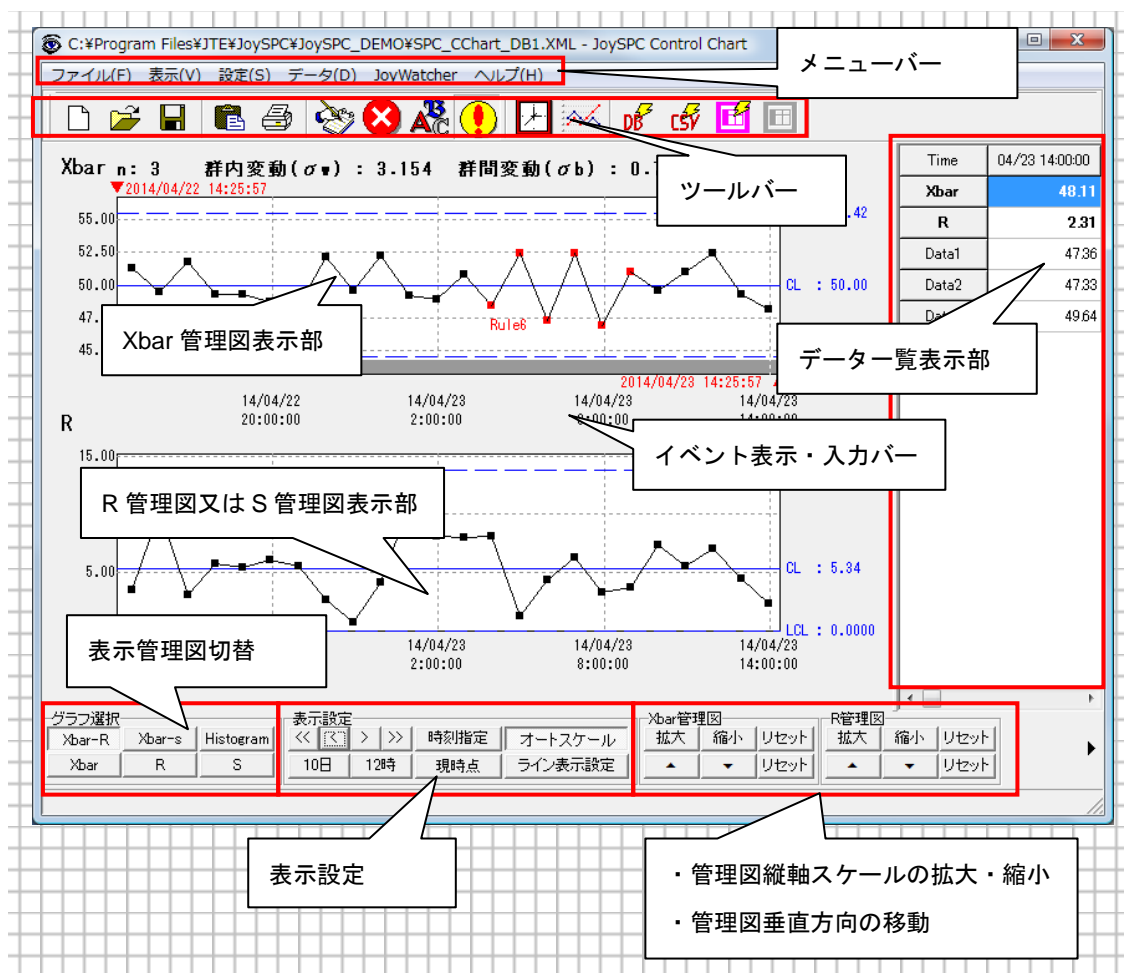 C:¥Program Files¥JTE¥JoySPC¥JoySPC_DEMO¥SPC_CChart_DB1.XML - JoySPC Control Chart
メニューバー
ファイル(F) 表示(V) 設定(S) データ(D) JoyWatcher ヘルプ(H)
DB CSV
Xbar n: 3 群内変動(σw) : 3.154 群間変動(σb) : 0.
ツールバー
Time 04/23 14:00:00
Xbar 48.11
R 2.31
Data1 47.36
Data2 47.33
49.64
2014/04/22 14:25:57
55.00
.42
52.50
50.00
CL : 50.00
47.
Rule6
45.
Xbar 管理図表示部
データ一覧表示部
2014/04/23 14:25:57
14/04/22 14/04/23 14/04/23 14/04/23
20:00:00 2:00:00
イベント表示・入力バー
R
15.00
R 管理図又は S 管理図表示部
5.00
CL : 5.34
LCL : 0.0000
表示管理図切替
14/04/23 14/04/23 14/04/23
2:00:00 8:00:00 14:00:00
グラフ選択 表示設定 Xbar管理図 R管理図
Xbar-R Xbar-s Histogram << < > >> 時刻指定 オートスケール 拡大 縮小 リセット 拡大 縮小 リセット
Xbar R S 10日 12時 現時点 ライン表示設定 ▲ ▼ リセット ▲ ▼ リセット
表示設定
・管理図縦軸スケールの拡大・縮小
・管理図垂直方向の移動